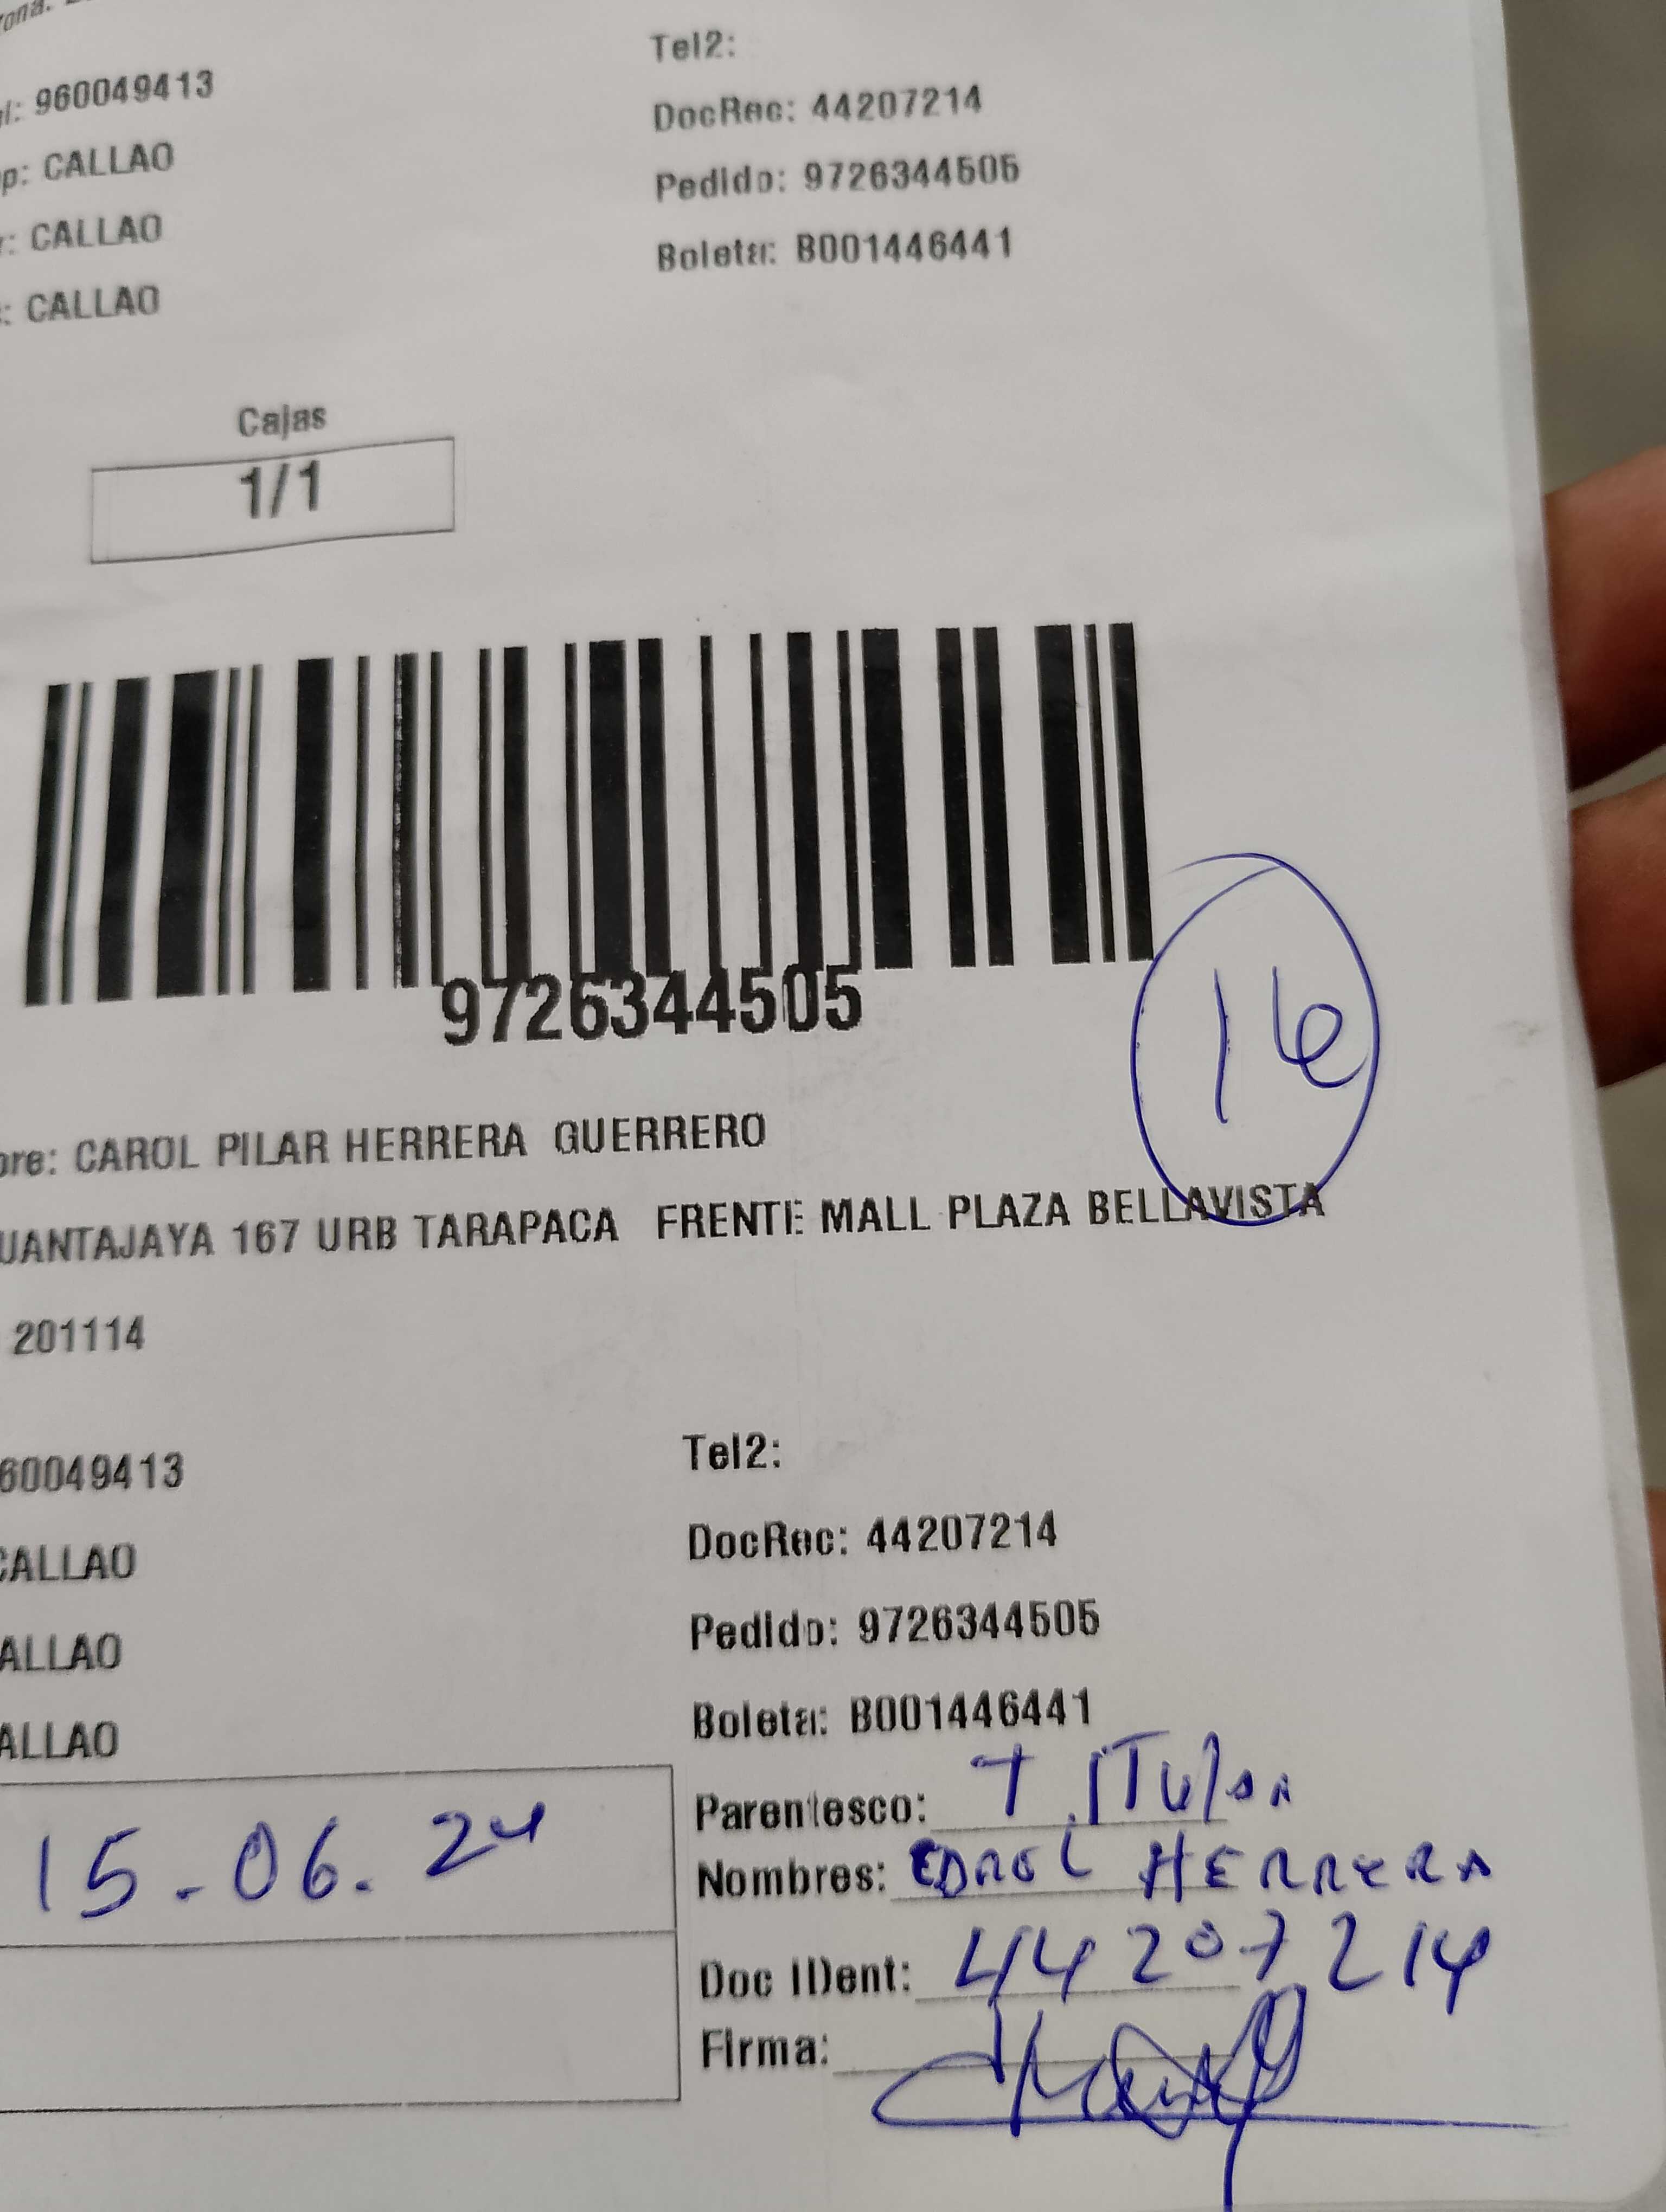 960049413
Tel2:
CALLAO
DocRec: 44207214
CALLAO
Pedido: 9726344505
CALLAO
Boleta: B001446441
Cajas
1/1
9726344505
16
bre: CAROL PILAR HERRERA GUERRERO
UANTAJAYA 167 URB TARAPACA FRENTE MALL PLAZA BELLAVISTA
201114
Tel2:
60049413
DocRec: 44207214
CALLAO
Pedido: 9726344505
ALLAO
Boleta: B001446441
ALLAO
Parentesco: TITULAR
15-06.24
Nombres: CAROL HERRERA
Doc IDent: 44207214
Firma: